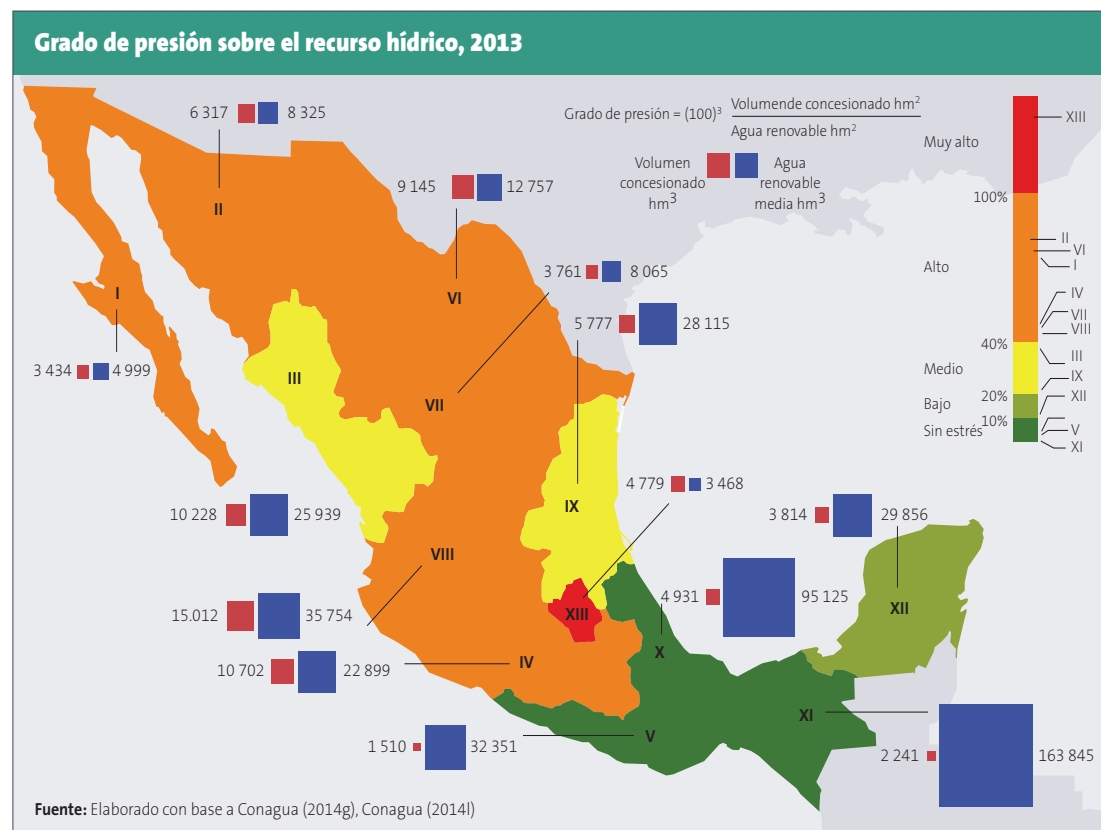 Grado de presión sobre el recurso hídrico, 2013
6 317 8 325
Grado de presión = (100)³ Volumende concesionado hm²
Agua renovable hm²
Volumen
concesionado
hm³
Agua
renovable
media hm³
XIII
Muy alto
100%
II
VI
I
Alto
IV
VII
VIII
40%
III
Medio
IX
20%
XII
Bajo
10%
Sin estrés
V
XI
II
9 145 12 757
3 761 8 065
I
VI
5 777 28 115
3 434 4 999
III
VII
4 779 3 468
10 228 25 939
IX
3 814 29 856
VIII
4 931 95 125
XII
15.012 35 754
XIII
X
10 702 22 899
IV
XI
1 510 32 351
V
2 241 163 845
Fuente: Elaborado con base a Conagua (2014g), Conagua (2014l)